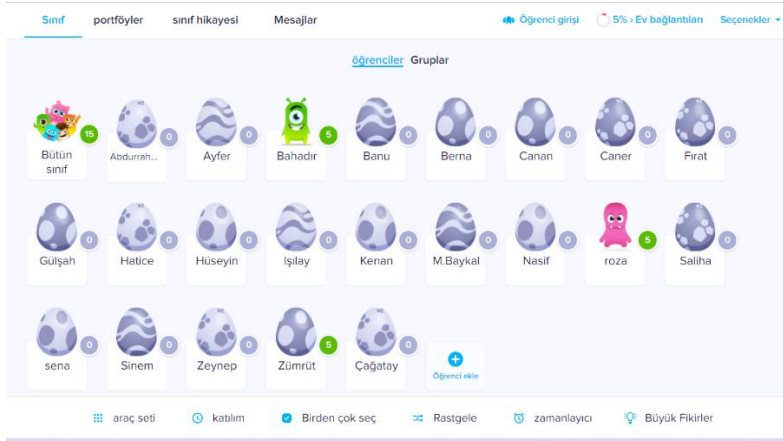 Sınıf portföyler sınıf hikayesi Mesajlar Öğrenci girişi 5% › Ev bağlantıları Seçenekler
öğrenciler Gruplar
15 0 0 5 0 0 0 0 0
Bütün sınıf Abdurrah... Ayfer Bahadır Banu Berna Canan Caner Fırat
0 0 0 0 0 0 0 5 0
Gülşah Hatice Hüseyin Işılay Kenan M.Baykal Nasif roza Saliha
0 0 0 5 0
sena Sinem Zeynep Zümrüt Çağatay Öğrenci ekle
araç seti katılım Birden çok seç Rastgele zamanlayıcı Büyük Fikirler